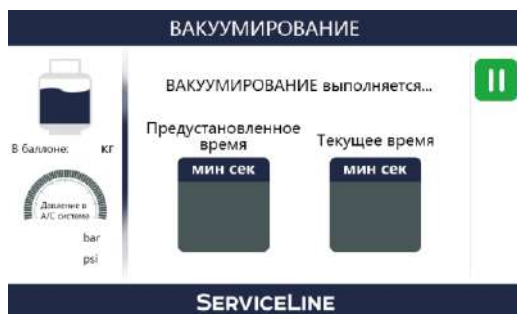 ВАКУУМИРОВАНИЕ
ВАКУУМИРОВАНИЕ выполняется...
Предустановленное
время
Текущее время
мин сек
мин сек
В баллоне: кг
Давление в
A/C системе
bar
psi
SERVICELINE